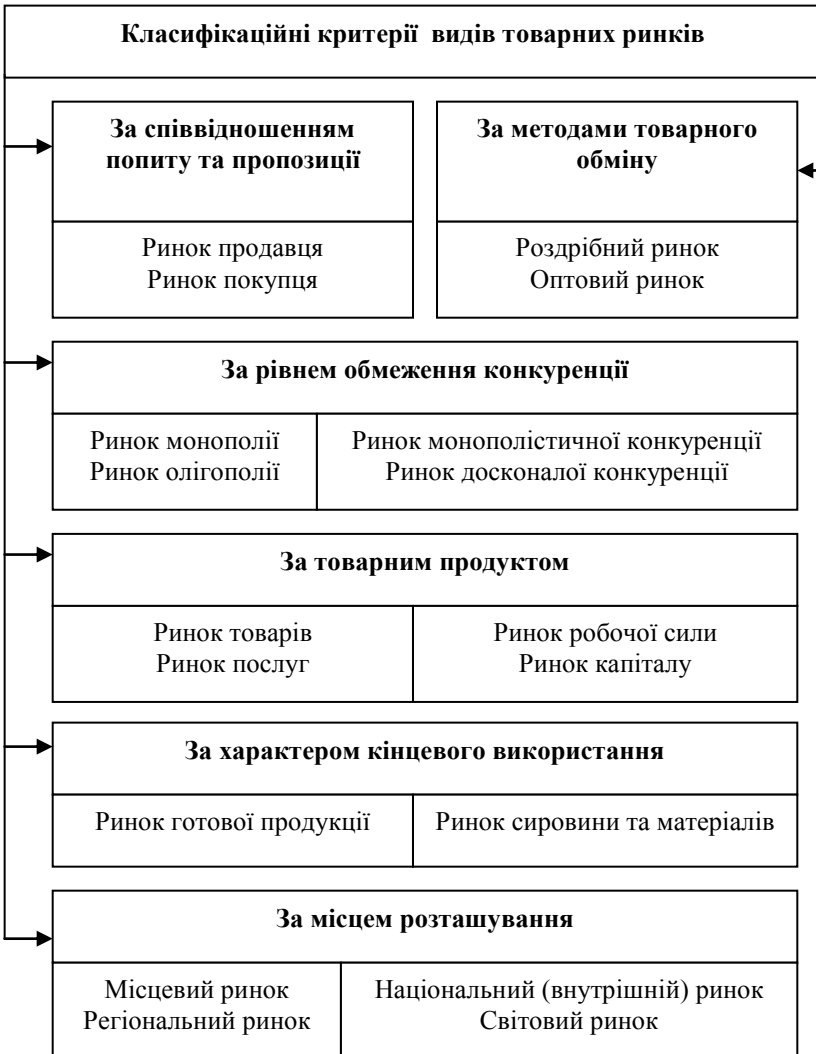 Класифікаційні критерії видів товарних ринків
За співвідношенням
попиту та пропозиції
Ринок продавця
Ринок покупця
За методами товарного
обміну
Роздрібний ринок
Оптовий ринок
За рівнем обмеження конкуренції
Ринок монополії
Ринок олігополії
Ринок монополістичної конкуренції
Ринок досконалої конкуренції
За товарним продуктом
Ринок товарів
Ринок послуг
Ринок робочої сили
Ринок капіталу
За характером кінцевого використання
Ринок готової продукції
Ринок сировини та матеріалів
За місцем розташування
Місцевий ринок
Регіональний ринок
Національний (внутрішній) ринок
Світовий ринок